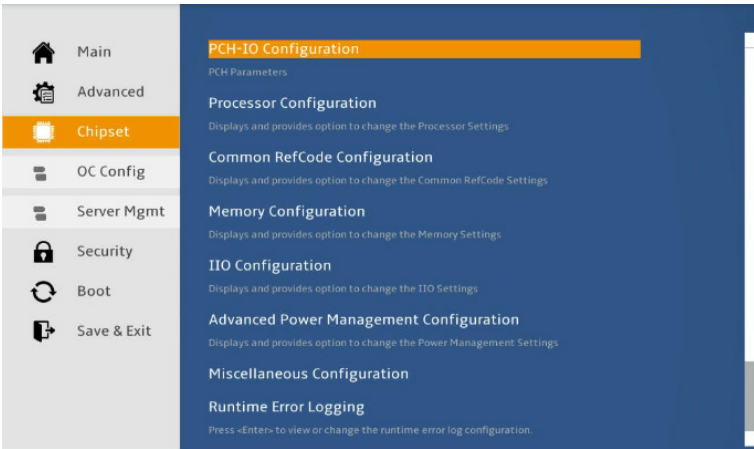 Main
Advanced
Chipset
OC Config
Server Mgmt
Security
Boot
Save & Exit
PCH-IO Configuration
PCH Parameters
Processor Configuration
Displays and provides option to change the Processor Settings
Common RefCode Configuration
Displays and provides option to change the Common RefCode Settings
Memory Configuration
Displays and provides option to change the Memory Settings
IIO Configuration
Displays and provides option to change the IIO Settings
Advanced Power Management Configuration
Displays and provides option to change the Power Management Settings
Miscellaneous Configuration
Runtime Error Logging
Press <Enter> to view or change the runtime error log configuration.